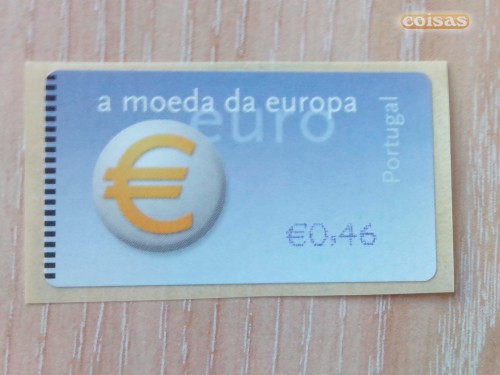 coisas
a moeda da europa
euro
Portugal
€
€0,46